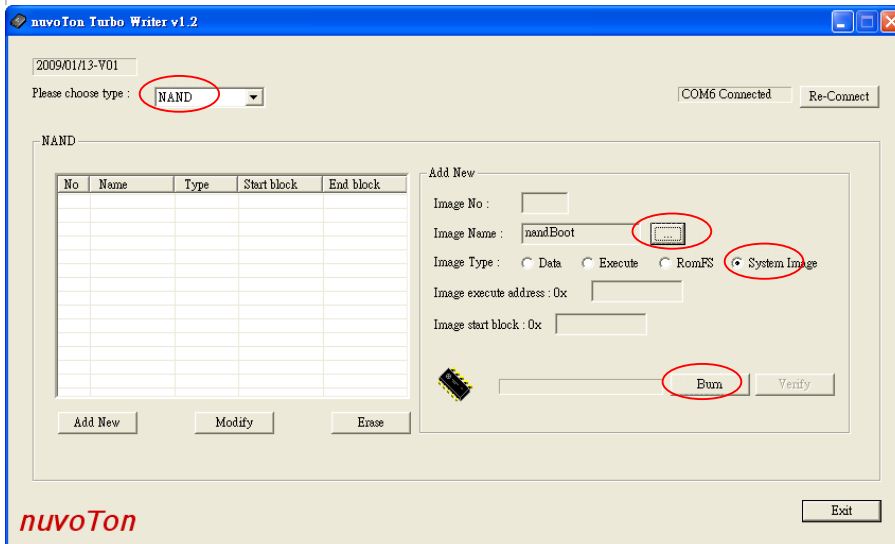 nuvoTon Turbo Writer v1.2
2009/01/13-V01
Please choose type : NAND
COM6 Connected Re-Connect
NAND
No Name Type Start block End block
Add New
Image No :
Image Name : nandBoot ...
Image Type : Data Execute RomFS System Image
Image execute address : 0x
Image start block : 0x
Burn Verify
Add New Modify Erase
nuvoTon
Exit